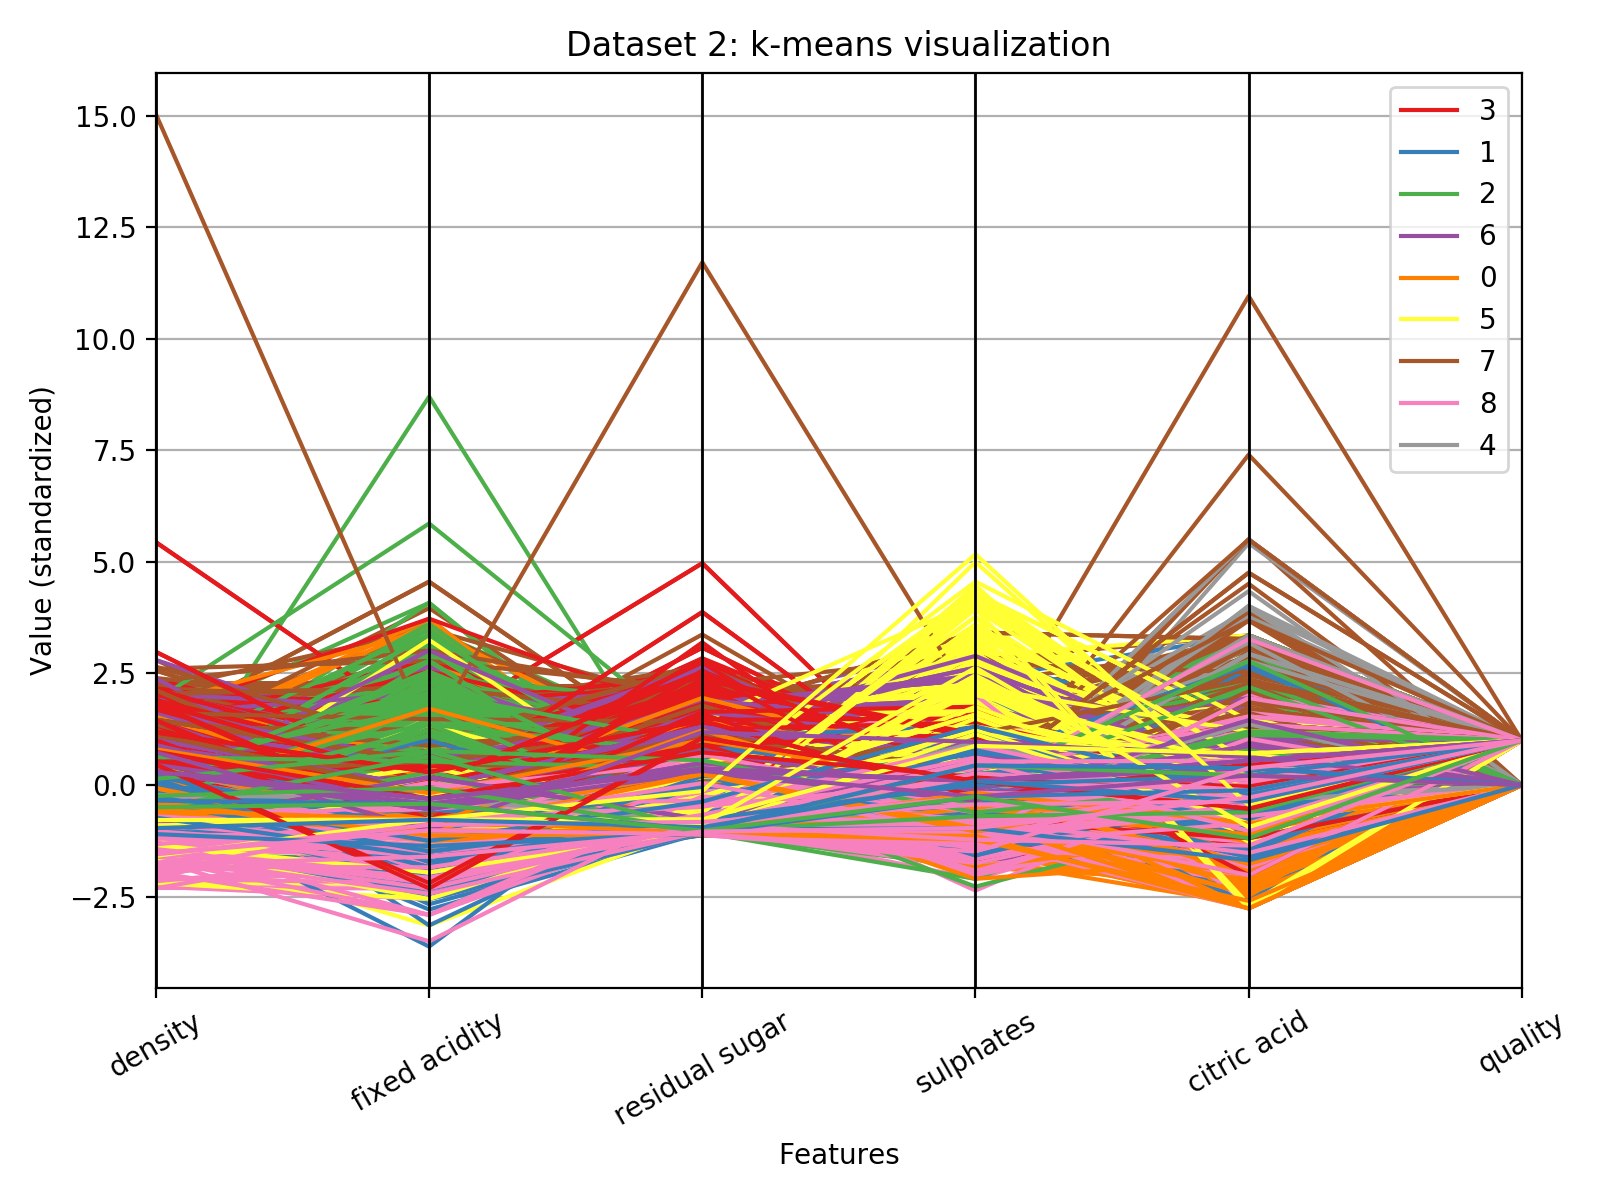 Dataset 2: k-means visualization
15.0
12.5
10.0
7.5
5.0
2.5
0.0
−2.5
Value (standardized)
3
1
2
6
0
5
7
8
4
density
fixed acidity
residual sugar
sulphates
citric acid
quality
Features